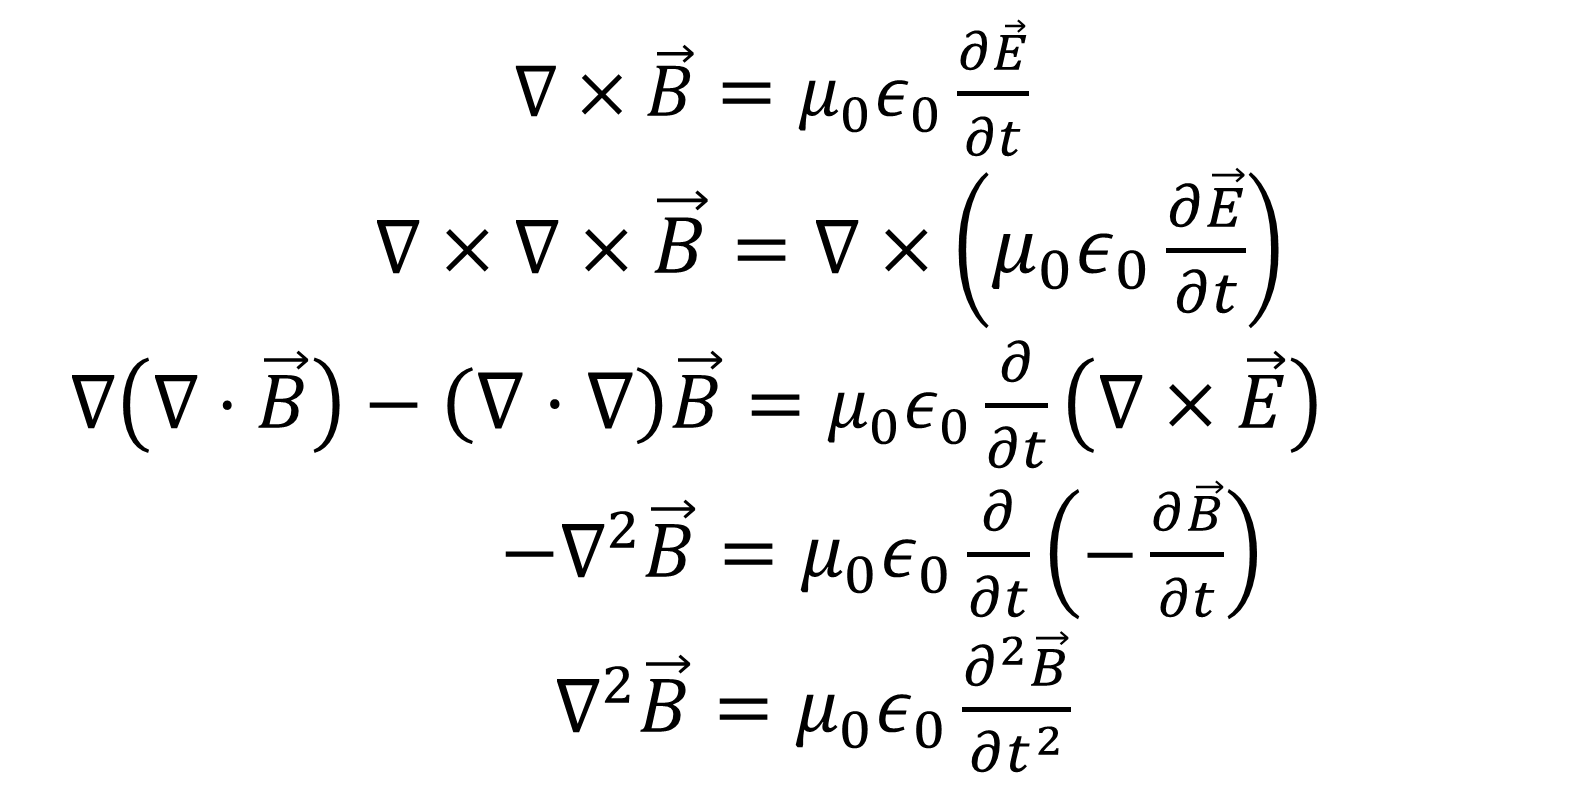 ∇ × B⃗ = μ₀ϵ₀ ∂E⃗/∂t
∇ × ∇ × B⃗ = ∇ × (μ₀ϵ₀ ∂E⃗/∂t)
∇(∇ · B⃗) − (∇ · ∇)B⃗ = μ₀ϵ₀ ∂/∂t (∇ × E⃗)
−∇²B⃗ = μ₀ϵ₀ ∂/∂t (− ∂B⃗/∂t)
∇²B⃗ = μ₀ϵ₀ ∂²B⃗/∂t²